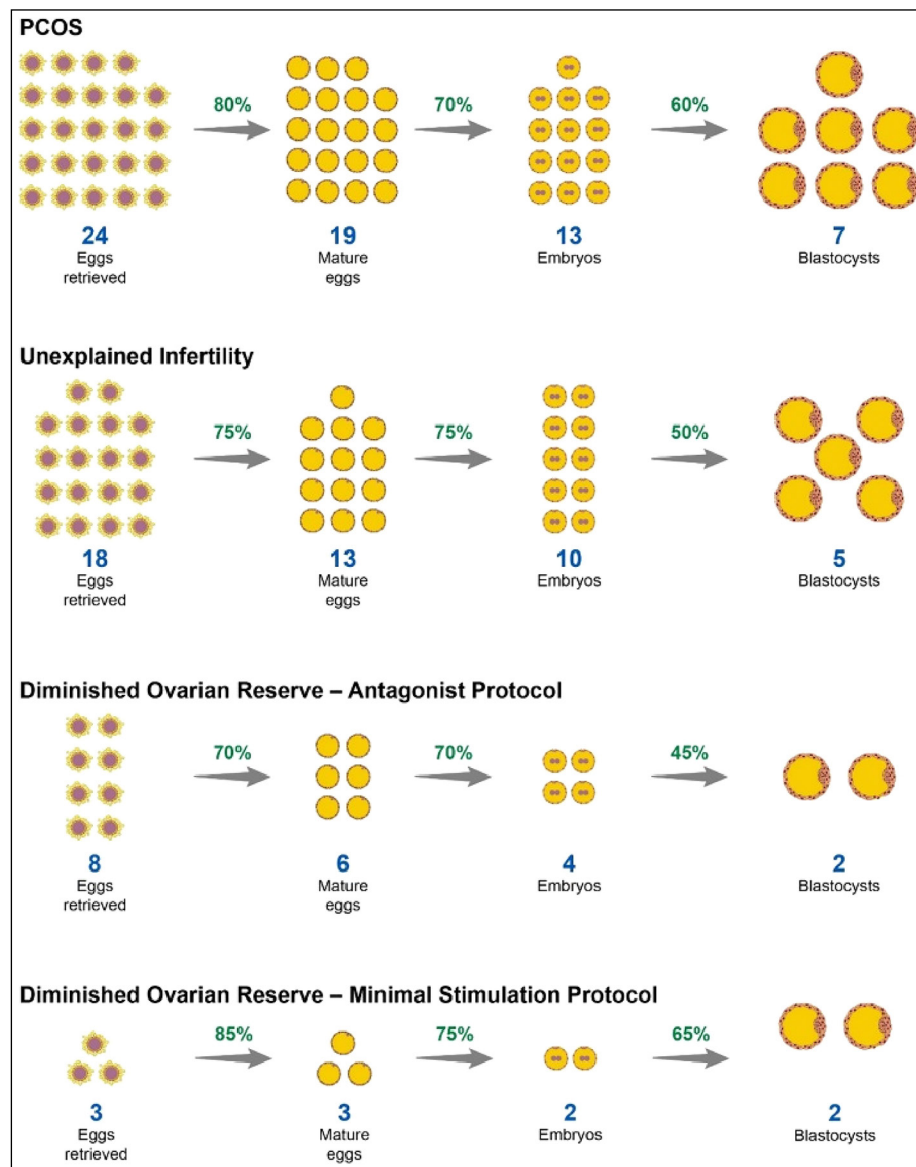 PCOS
80%
70%
60%
24
19
13
7
Eggs
retrieved
Mature
eggs
Embryos
Blastocysts
Unexplained Infertility
75%
75%
50%
18
13
10
5
Eggs
retrieved
Mature
eggs
Embryos
Blastocysts
Diminished Ovarian Reserve – Antagonist Protocol
70%
70%
45%
8
6
4
2
Eggs
retrieved
Mature
eggs
Embryos
Blastocysts
Diminished Ovarian Reserve – Minimal Stimulation Protocol
85%
75%
65%
3
3
2
2
Eggs
retrieved
Mature
eggs
Embryos
Blastocysts